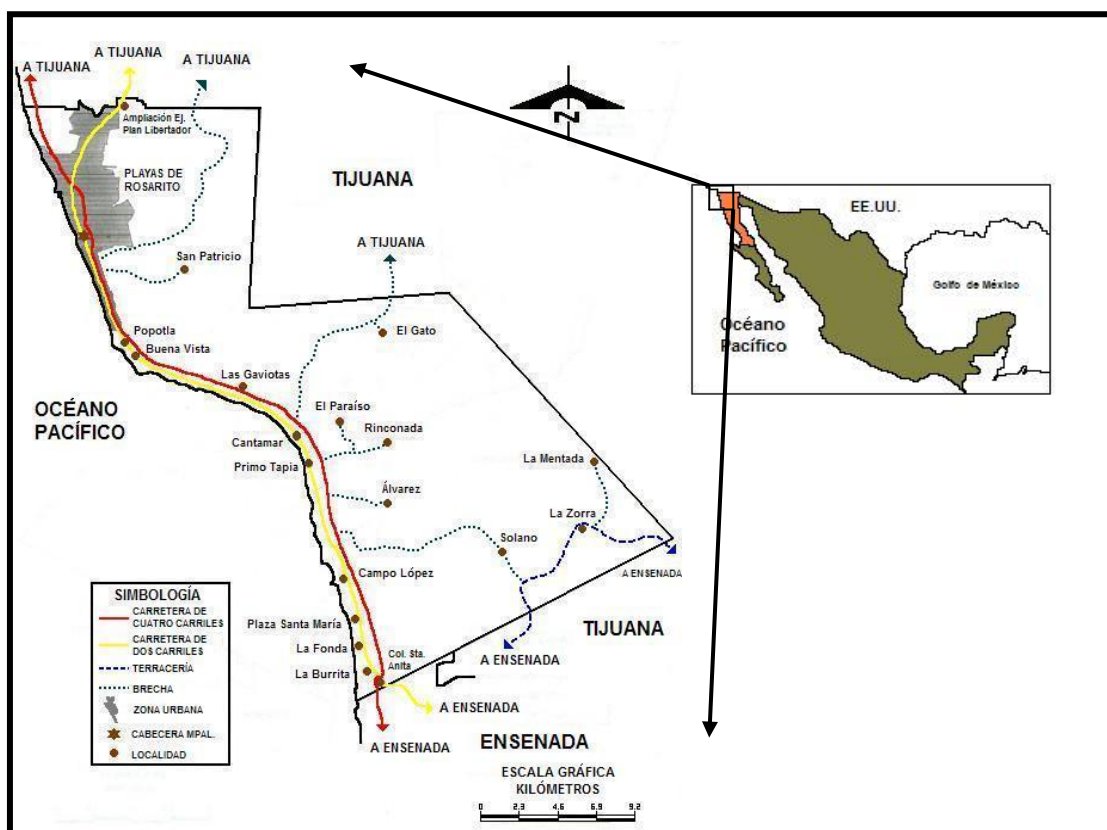 A TIJUANA
A TIJUANA
A TIJUANA
Ampliación Ej.
Plan Libertador
PLAYAS DE
ROSARITO
TIJUANA
A TIJUANA
San Patricio
El Gato
Popotla
Buena Vista
Las Gaviotas
OCÉANO
PACÍFICO
El Paraíso
Rinconada
Cantamar
Primo Tapia
La Mentada
Álvarez
La Zorra
Solano
A ENSENADA
Campo López
Plaza Santa María
TIJUANA
La Fonda
Col. Sta.
Anita
A ENSENADA
La Burrita
A ENSENADA
A ENSENADA
ENSENADA
SIMBOLOGÍA
CARRETERA DE
CUATRO CARRILES
CARRETERA DE
DOS CARRILES
TERRACERÍA
BRECHA
ZONA URBANA
CABECERA MPAL.
LOCALIDAD
ESCALA GRÁFICA
KILÓMETROS
0 2.3 4.6 6.9 9.2
N
EE.UU.
Golfo de México
Océano
Pacífico